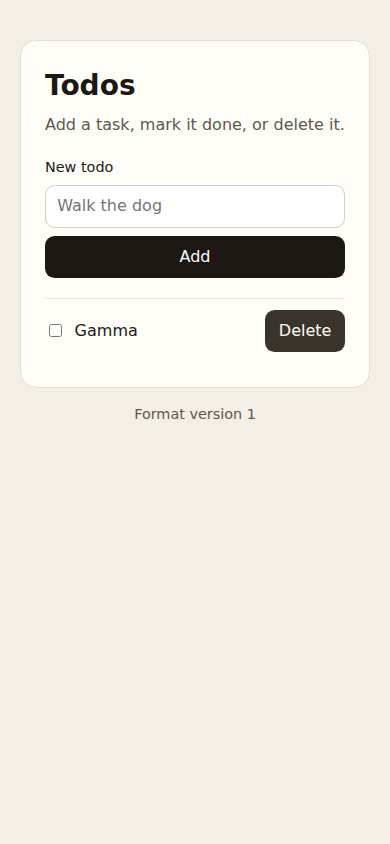 Todos
Add a task, mark it done, or delete it.
New todo
Walk the dog
Add
Gamma Delete
Format version 1